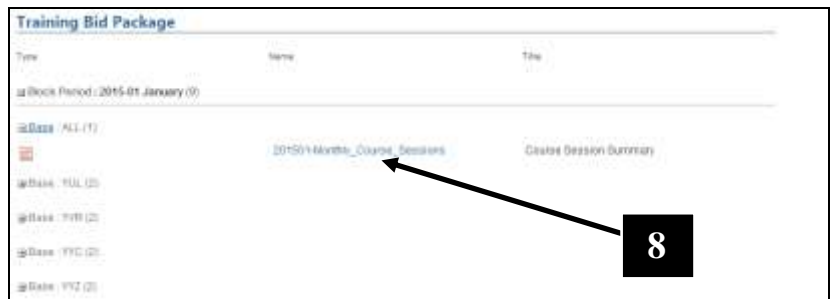 Training Bid Package
Type Name Title
Block Period : 2015-01 January (9)
Base : ALL (1)
201501-Monthly_Course_Sessions Course Session Summary
Base : YUL (2)
Base : YVR (2)
Base : YYC (2)
Base : YYZ (2)
8